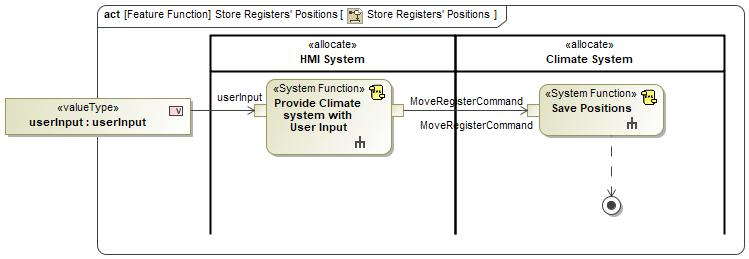 act [Feature Function] Store Registers' Positions [ Store Registers' Positions ]
«allocate»
HMI System
«allocate»
Climate System
«valueType»
V
userInput : userInput
userInput
«System Function»
Provide Climate
system with
User Input
MoveRegisterCommand
MoveRegisterCommand
«System Function»
Save Positions